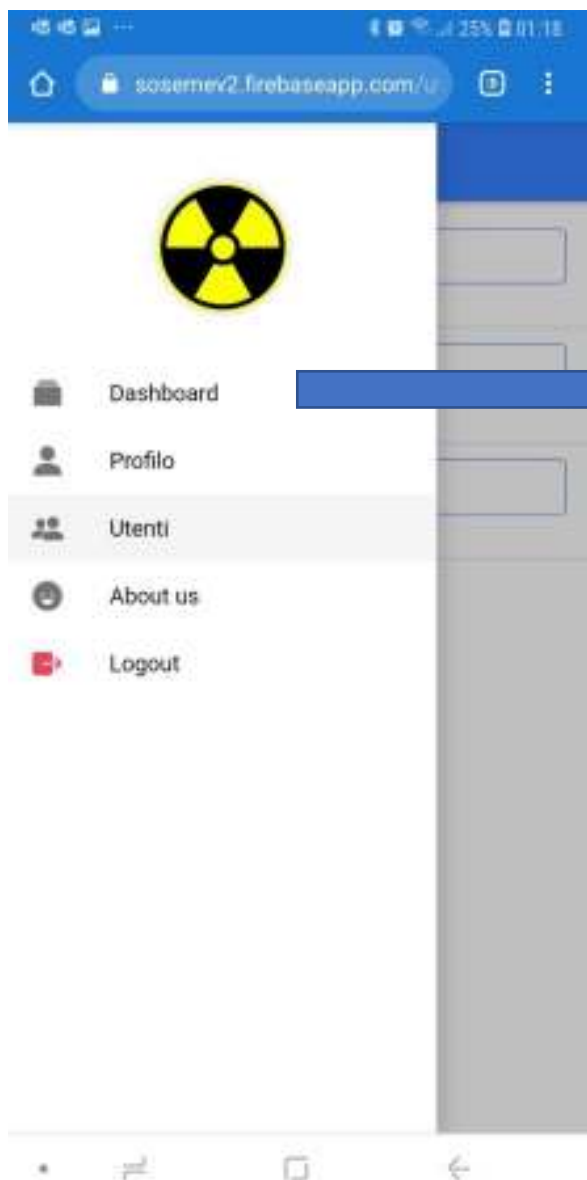 25% 01:18
sosemev2.firebaseapp.com/u
Dashboard
Profilo
Utenti
About us
Logout